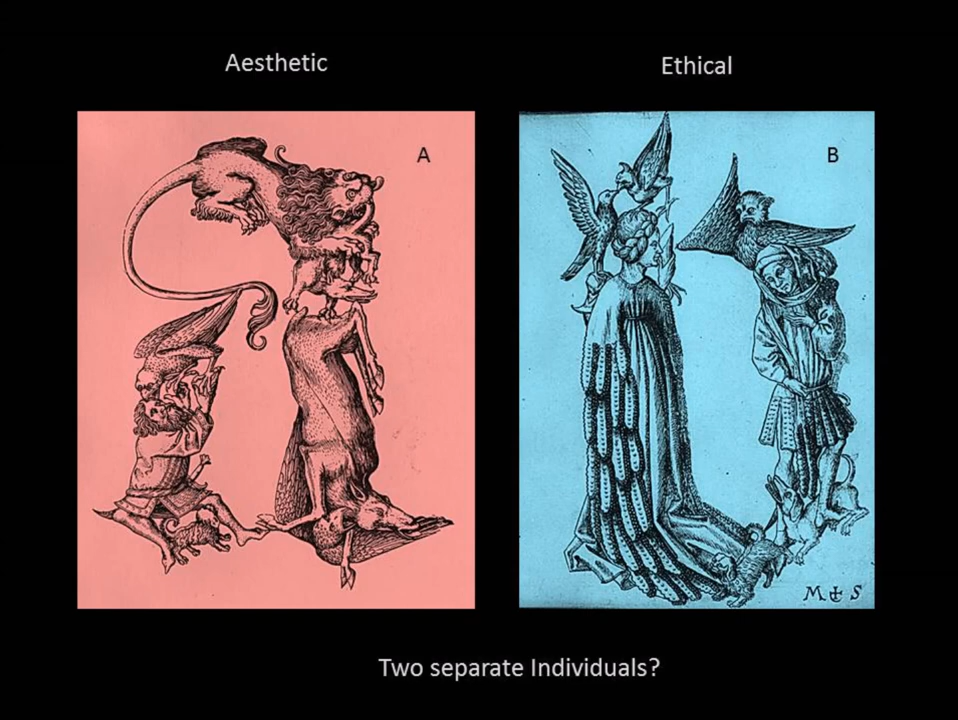 Aesthetic
Ethical
A
B
M S
Two separate Individuals?